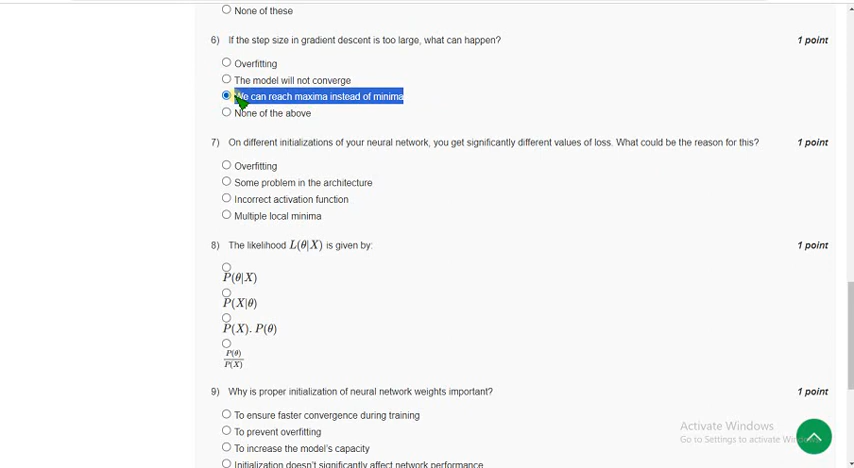 None of these
6) If the step size in gradient descent is too large, what can happen? 1 point
Overfitting
The model will not converge
We can reach maxima instead of minima
None of the above
7) On different initializations of your neural network, you get significantly different values of loss. What could be the reason for this? 1 point
Overfitting
Some problem in the architecture
Incorrect activation function
Multiple local minima
8) The likelihood L(θ|X) is given by: 1 point
P(θ|X)
P(X|θ)
P(X). P(θ)
P(θ)
P(X)
9) Why is proper initialization of neural network weights important? 1 point
To ensure faster convergence during training
To prevent overfitting
Activate Windows
Go to Settings to activate Windows.
To increase the model's capacity
Initialization doesn't significantly affect network performance